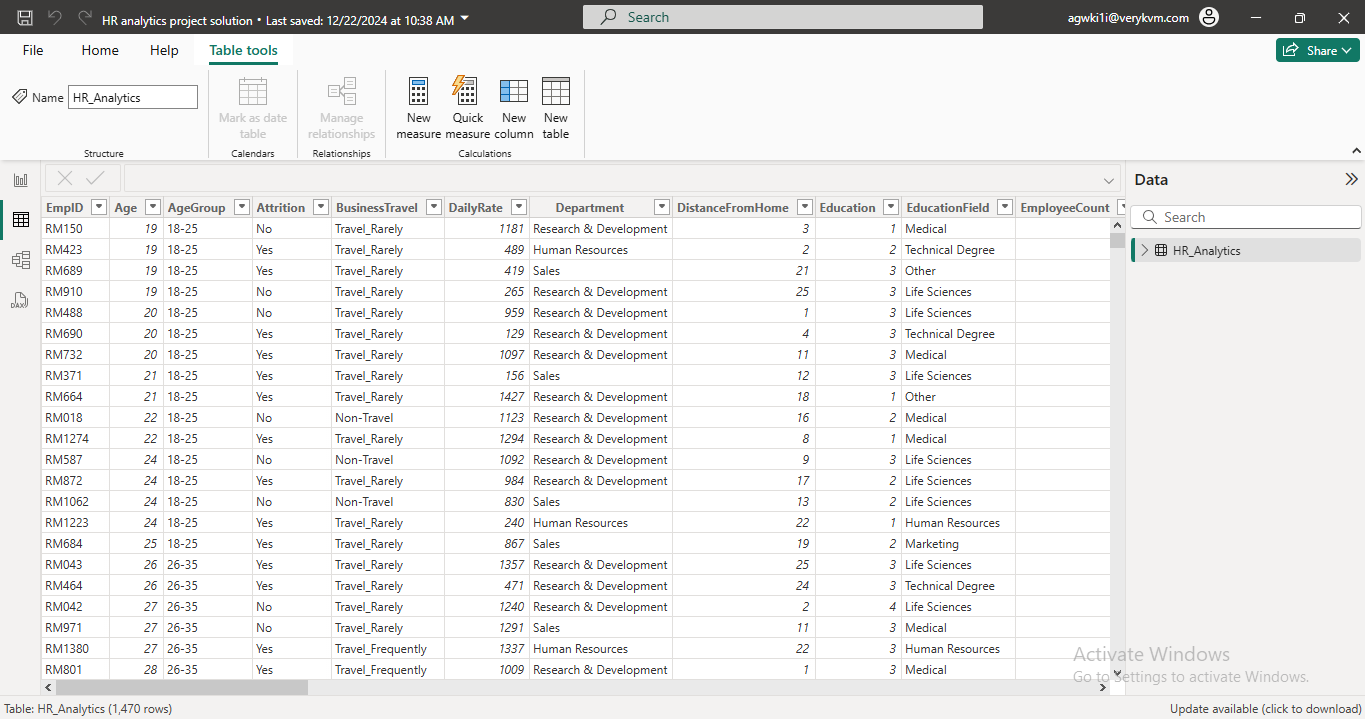 HR analytics project solution • Last saved: 12/22/2024 at 10:38 AM
Search
agwki1i@verykvm.com
File Home Help Table tools
Share
Name HR_Analytics
Mark as date table
Manage relationships
New measure
Quick measure
New column
New table
Structure Calendars Relationships Calculations
Data
Search
HR_Analytics
EmpID Age AgeGroup Attrition BusinessTravel DailyRate Department DistanceFromHome Education EducationField EmployeeCount
RM150 19 18-25 No Travel_Rarely 1181 Research & Development 3 1 Medical
RM423 19 18-25 Yes Travel_Rarely 489 Human Resources 2 2 Technical Degree
RM689 19 18-25 Yes Travel_Rarely 419 Sales 21 3 Other
RM910 19 18-25 No Travel_Rarely 265 Research & Development 25 3 Life Sciences
RM488 20 18-25 No Travel_Rarely 959 Research & Development 1 3 Life Sciences
RM690 20 18-25 Yes Travel_Rarely 129 Research & Development 4 3 Technical Degree
RM732 20 18-25 Yes Travel_Rarely 1097 Research & Development 11 3 Medical
RM371 21 18-25 Yes Travel_Rarely 156 Sales 12 3 Life Sciences
RM664 21 18-25 Yes Travel_Rarely 1427 Research & Development 18 1 Other
RM018 22 18-25 No Non-Travel 1123 Research & Development 16 2 Medical
RM1274 22 18-25 Yes Travel_Rarely 1294 Research & Development 8 1 Medical
RM587 24 18-25 No Non-Travel 1092 Research & Development 9 3 Life Sciences
RM872 24 18-25 Yes Travel_Rarely 984 Research & Development 17 2 Life Sciences
RM1062 24 18-25 No Non-Travel 830 Sales 13 2 Life Sciences
RM1223 24 18-25 Yes Travel_Rarely 240 Human Resources 22 1 Human Resources
RM684 25 18-25 Yes Travel_Rarely 867 Sales 19 2 Marketing
RM043 26 26-35 Yes Travel_Rarely 1357 Research & Development 25 3 Life Sciences
RM464 26 26-35 Yes Travel_Rarely 471 Research & Development 24 3 Technical Degree
RM042 27 26-35 No Travel_Rarely 1240 Research & Development 2 4 Life Sciences
RM971 27 26-35 No Travel_Rarely 1291 Sales 11 3 Medical
RM1380 27 26-35 Yes Travel_Frequently 1337 Human Resources 22 3 Human Resources
RM801 28 26-35 Yes Travel_Frequently 1009 Research & Development 1 3 Medical
DAX
Activate Windows
Go to Settings to activate Windows.
Table: HR_Analytics (1,470 rows)
Update available (click to download)